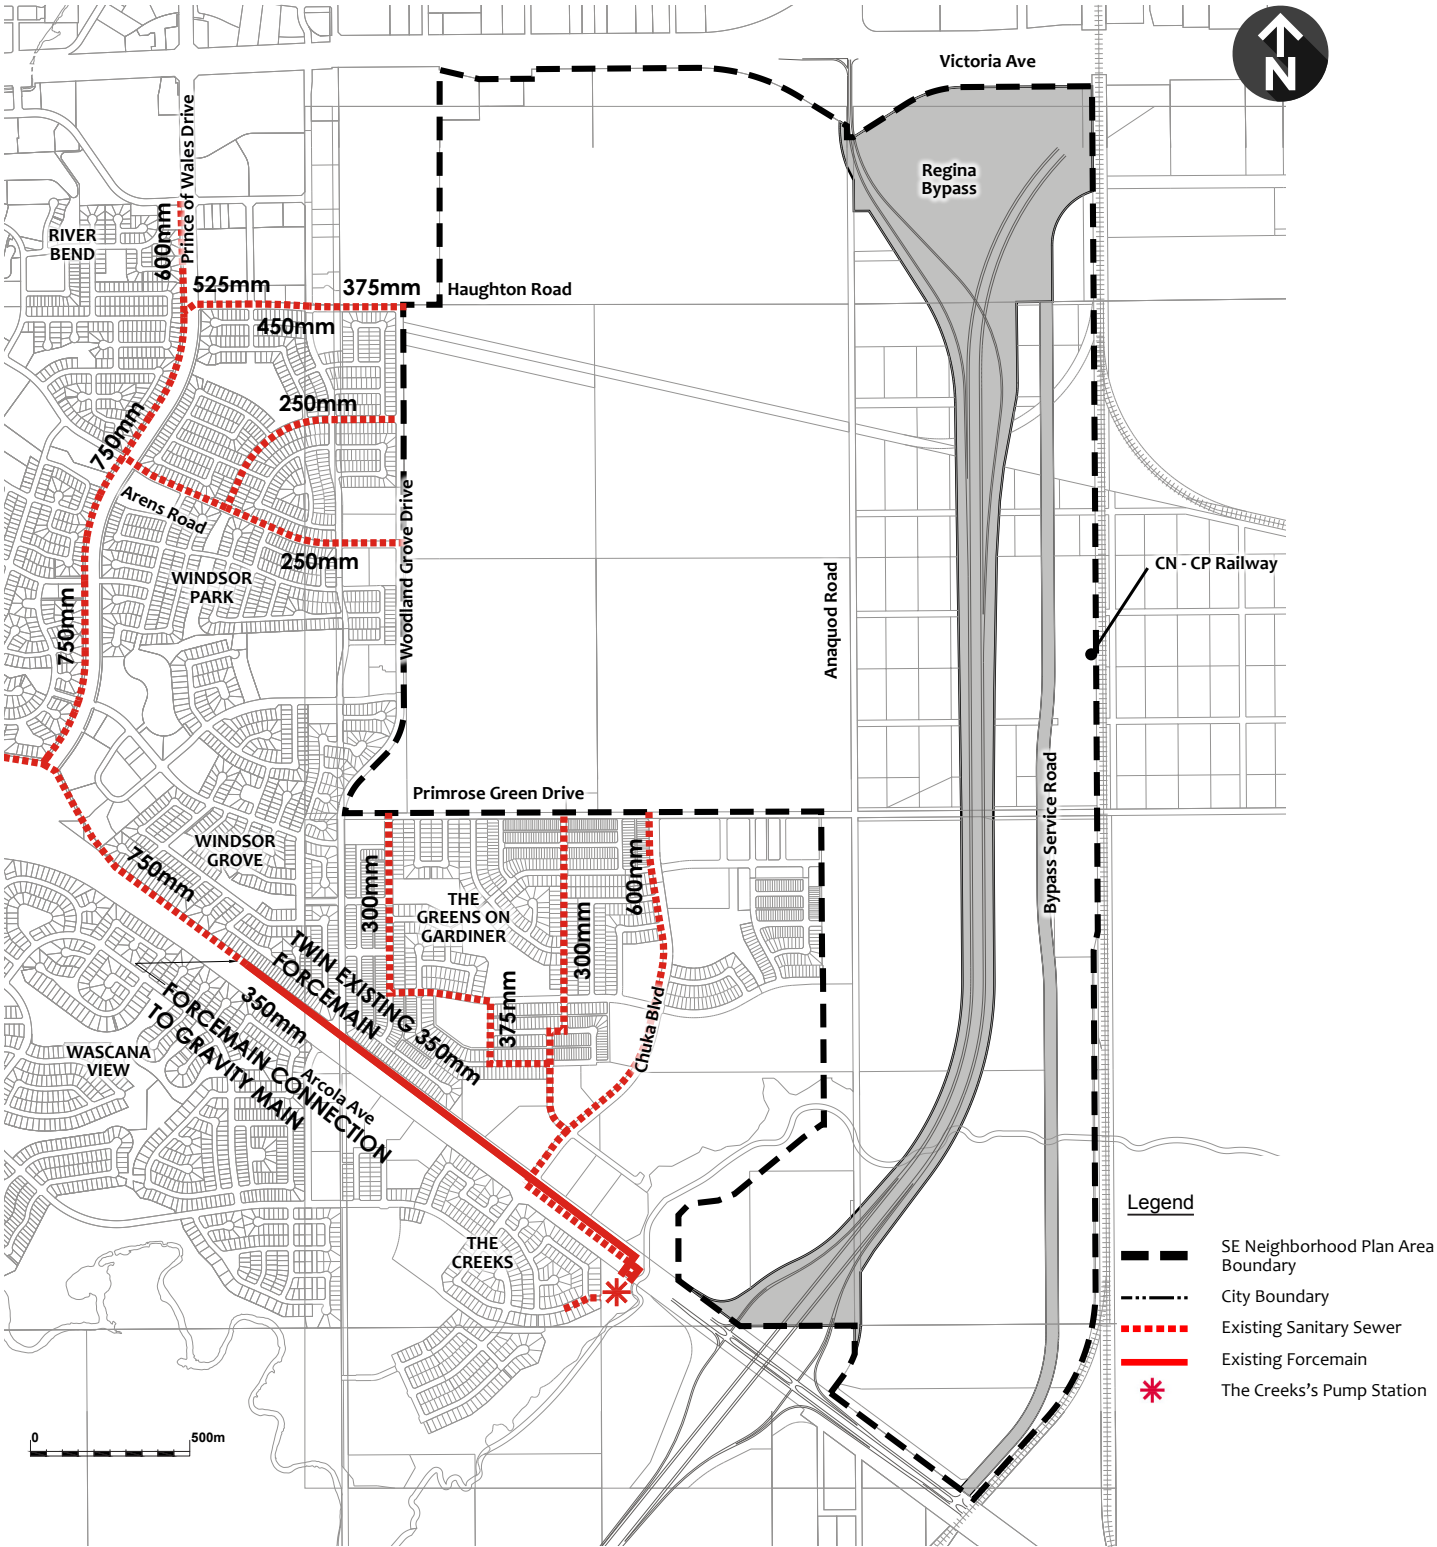 Victoria Ave
N
Prince of Wales Drive
Regina
Bypass
RIVER
BEND
600mm
525mm
375mm
Haughton Road
450mm
250mm
750mm
Arens Road
Woodland Grove Drive
250mm
WINDSOR
PARK
750mm
Anaquod Road
CN - CP Railway
Primrose Green Drive
Bypass Service Road
WINDSOR
GROVE
750mm
300mm
THE
GREENS ON
GARDINER
600mm
300mm
TWIN EXISTING 350mm
FORCEMAIN
375mm
350mm
FORCEMAIN CONNECTION
TO GRAVITY MAIN
Chuka Blvd
WASCANA
VIEW
Arcola Ave
THE
CREEKS
Legend
SE Neighborhood Plan Area
Boundary
City Boundary
Existing Sanitary Sewer
Existing Forcemain
The Creeks's Pump Station
0
500m